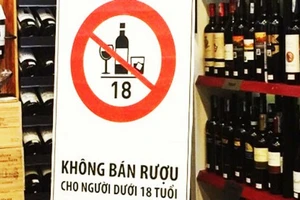 18
KHÔNG BÁN RƯỢU
CHO NGƯỜI DƯỚI 18 TUỔI